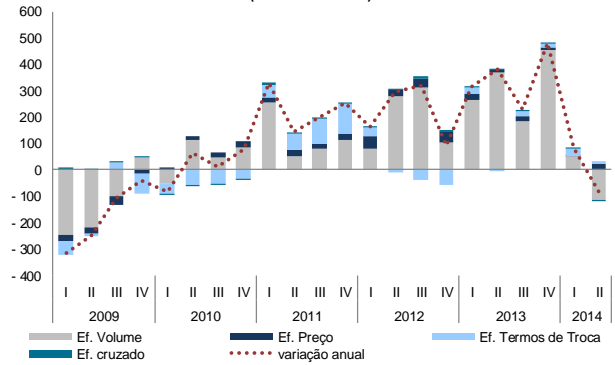 600
500
400
300
200
100
0
- 100
- 200
- 300
- 400
I II III IV I II III IV I II III IV I II III IV I II III IV I II
2009 2010 2011 2012 2013 2014
Ef. Volume Ef. Preço Ef. Termos de Troca
Ef. cruzado variação anual